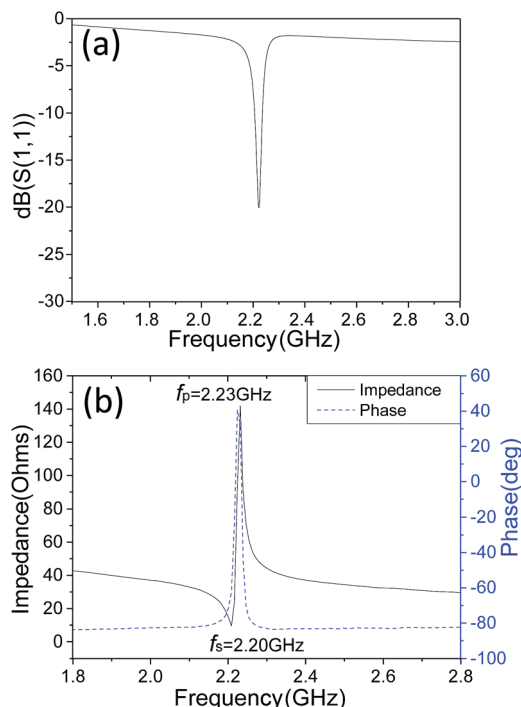 (a)
0
-5
-10
-15
-20
-25
-30
dB(S(1,1))
1.6 1.8 2.0 2.2 2.4 2.6 2.8 3.0
Frequency(GHz)
(b)
160
140
120
100
80
60
40
20
0
Impedance(Ohms)
fp=2.23GHz
fs=2.20GHz
Impedance
Phase
60
40
20
0
-20
-40
-60
-80
-100
Phase(deg)
1.8 2.0 2.2 2.4 2.6 2.8
Frequency(GHz)